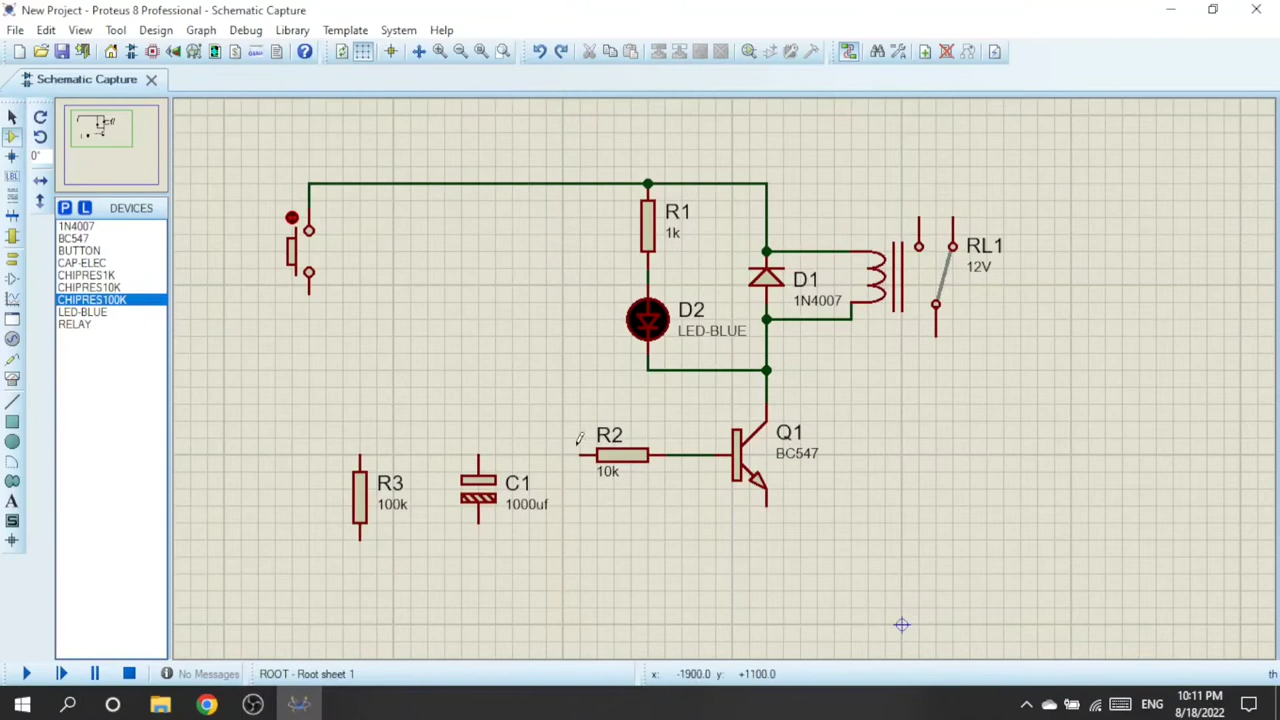 New Project - Proteus 8 Professional - Schematic Capture
File Edit View Tool Design Graph Debug Library Template System Help
Schematic Capture
0°
P L DEVICES
1N4007
BC547
BUTTON
CAP-ELEC
CHIPRES1K
CHIPRES10K
CHIPRES100K
LED-BLUE
RELAY
R1
1k
D1
1N4007
RL1
12V
D2
LED-BLUE
R2
10k
Q1
BC547
R3
100k
C1
1000uf
No Messages
ROOT - Root sheet 1
x: -1900.0 y: +1100.0
th
ENG
10:11 PM
8/18/2022